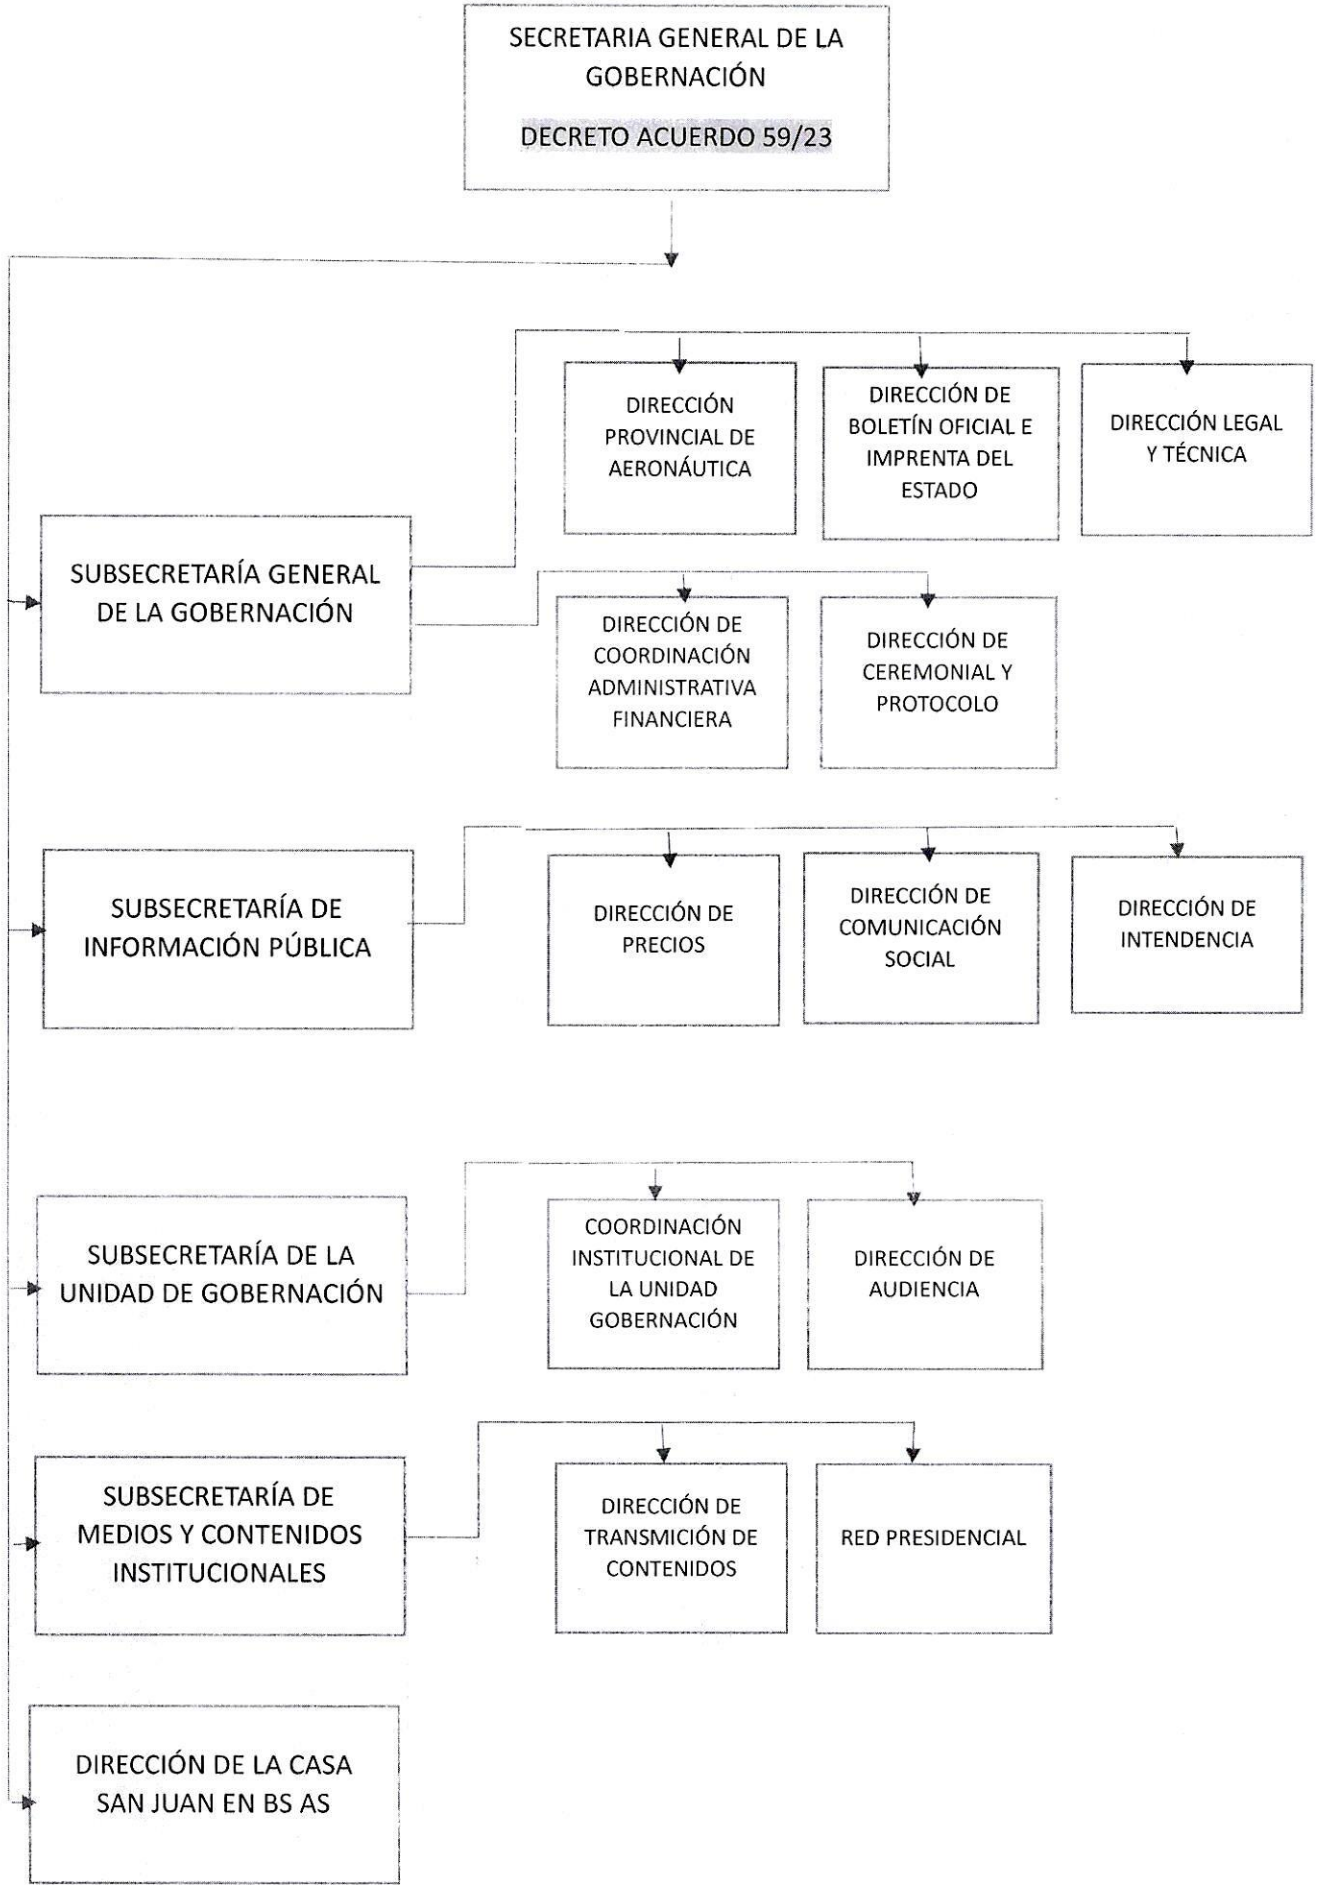 SECRETARIA GENERAL DE LA
GOBERNACIÓN
DECRETO ACUERDO 59/23
DIRECCIÓN
PROVINCIAL DE
AERONÁUTICA
DIRECCIÓN DE
BOLETÍN OFICIAL E
IMPRENTA DEL
ESTADO
DIRECCIÓN LEGAL
Y TÉCNICA
SUBSECRETARÍA GENERAL
DE LA GOBERNACIÓN
DIRECCIÓN DE
COORDINACIÓN
ADMINISTRATIVA
FINANCIERA
DIRECCIÓN DE
CEREMONIAL Y
PROTOCOLO
SUBSECRETARÍA DE
INFORMACIÓN PÚBLICA
DIRECCIÓN DE
PRECIOS
DIRECCIÓN DE
COMUNICACIÓN
SOCIAL
DIRECCIÓN DE
INTENDENCIA
SUBSECRETARÍA DE LA
UNIDAD DE GOBERNACIÓN
COORDINACIÓN
INSTITUCIONAL DE
LA UNIDAD
GOBERNACIÓN
DIRECCIÓN DE
AUDIENCIA
SUBSECRETARÍA DE
MEDIOS Y CONTENIDOS
INSTITUCIONALES
DIRECCIÓN DE
TRANSMICIÓN DE
CONTENIDOS
RED PRESIDENCIAL
DIRECCIÓN DE LA CASA
SAN JUAN EN BS AS